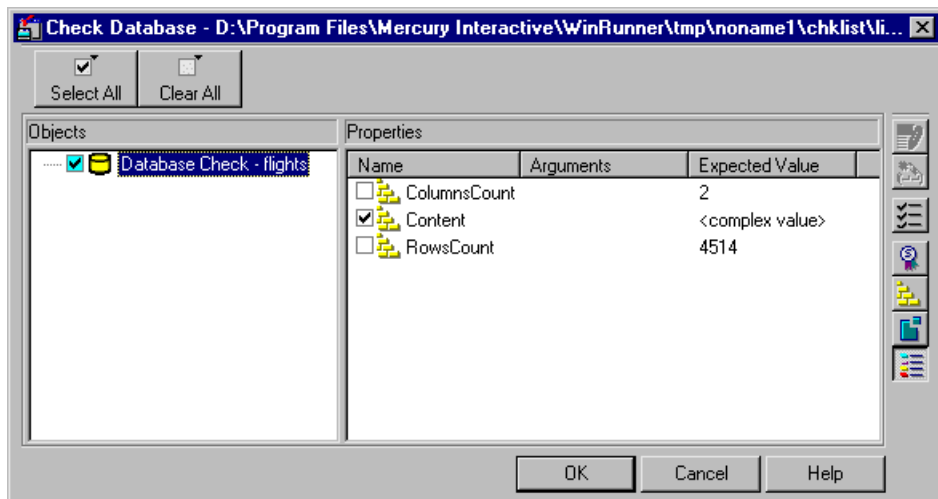 Check Database - D:\Program Files\Mercury Interactive\WinRunner\tmp\noname1\chklist\li...
Select All Clear All
Objects Properties
Database Check - flights Name Arguments Expected Value
ColumnsCount 2
Content <complex value>
RowsCount 4514
OK Cancel Help